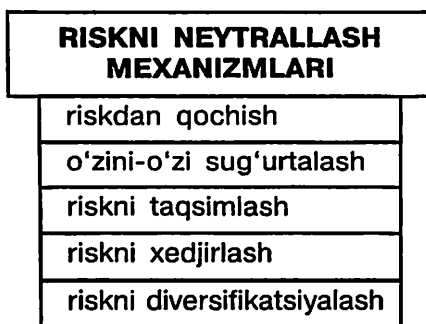 RISKNI NEYTRALLASH
MEXANIZMLARI
riskdan qochish
o‘zini-o‘zi sug‘urtalash
riskni taqsimlash
riskni xedjirlash
riskni diversifikatsiyalash